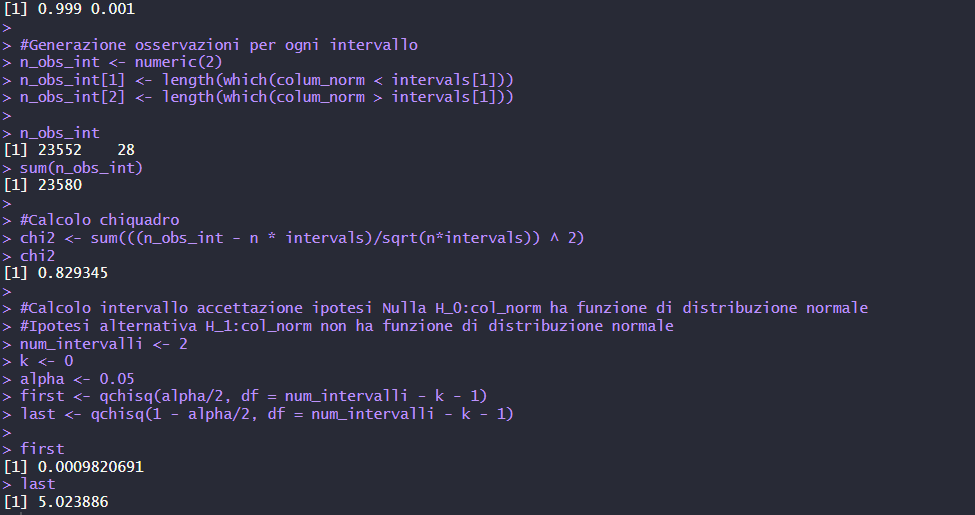 [1] 0.999 0.001
>
> #Generazione osservazioni per ogni intervallo
> n_obs_int <- numeric(2)
> n_obs_int[1] <- length(which(colum_norm < intervals[1]))
> n_obs_int[2] <- length(which(colum_norm > intervals[1]))
>
> n_obs_int
[1] 23552    28
> sum(n_obs_int)
[1] 23580
>
> #Calcolo chiquadro
> chi2 <- sum(((n_obs_int - n * intervals)/sqrt(n*intervals)) ^ 2)
> chi2
[1] 0.829345
>
> #Calcolo intervallo accettazione ipotesi Nulla H_0:col_norm ha funzione di distribuzione normale
> #Ipotesi alternativa H_1:col_norm non ha funzione di distribuzione normale
> num_intervalli <- 2
> k <- 0
> alpha <- 0.05
> first <- qchisq(alpha/2, df = num_intervalli - k - 1)
> last <- qchisq(1 - alpha/2, df = num_intervalli - k - 1)
>
> first
[1] 0.0009820691
> last
[1] 5.023886